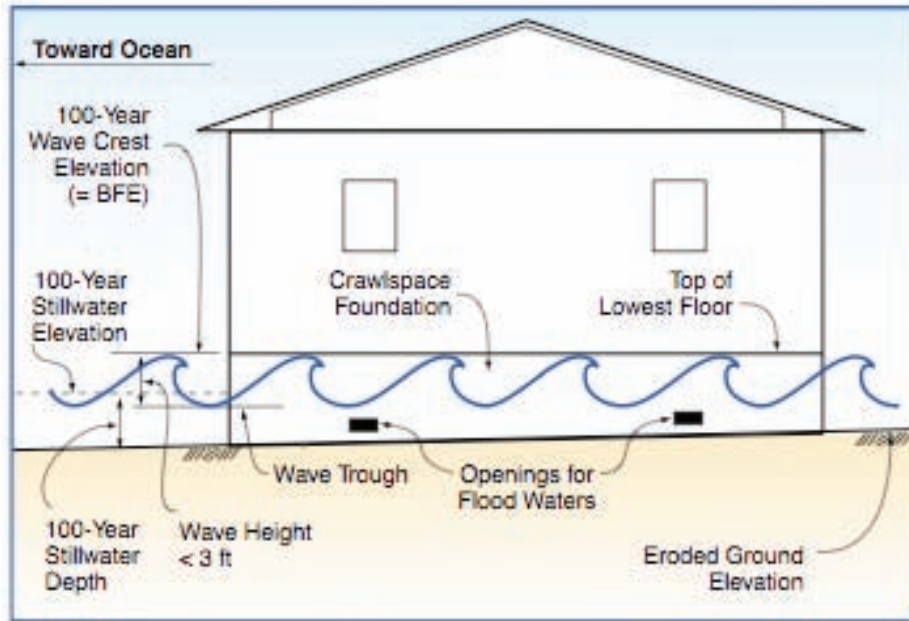 Toward Ocean
100-Year
Wave Crest
Elevation
(= BFE)
100-Year
Stillwater
Elevation
Crawlspace
Foundation
Top of
Lowest Floor
Wave Trough
Openings for
Flood Waters
100-Year
Stillwater
Depth
Wave Height
< 3 ft
Eroded Ground
Elevation